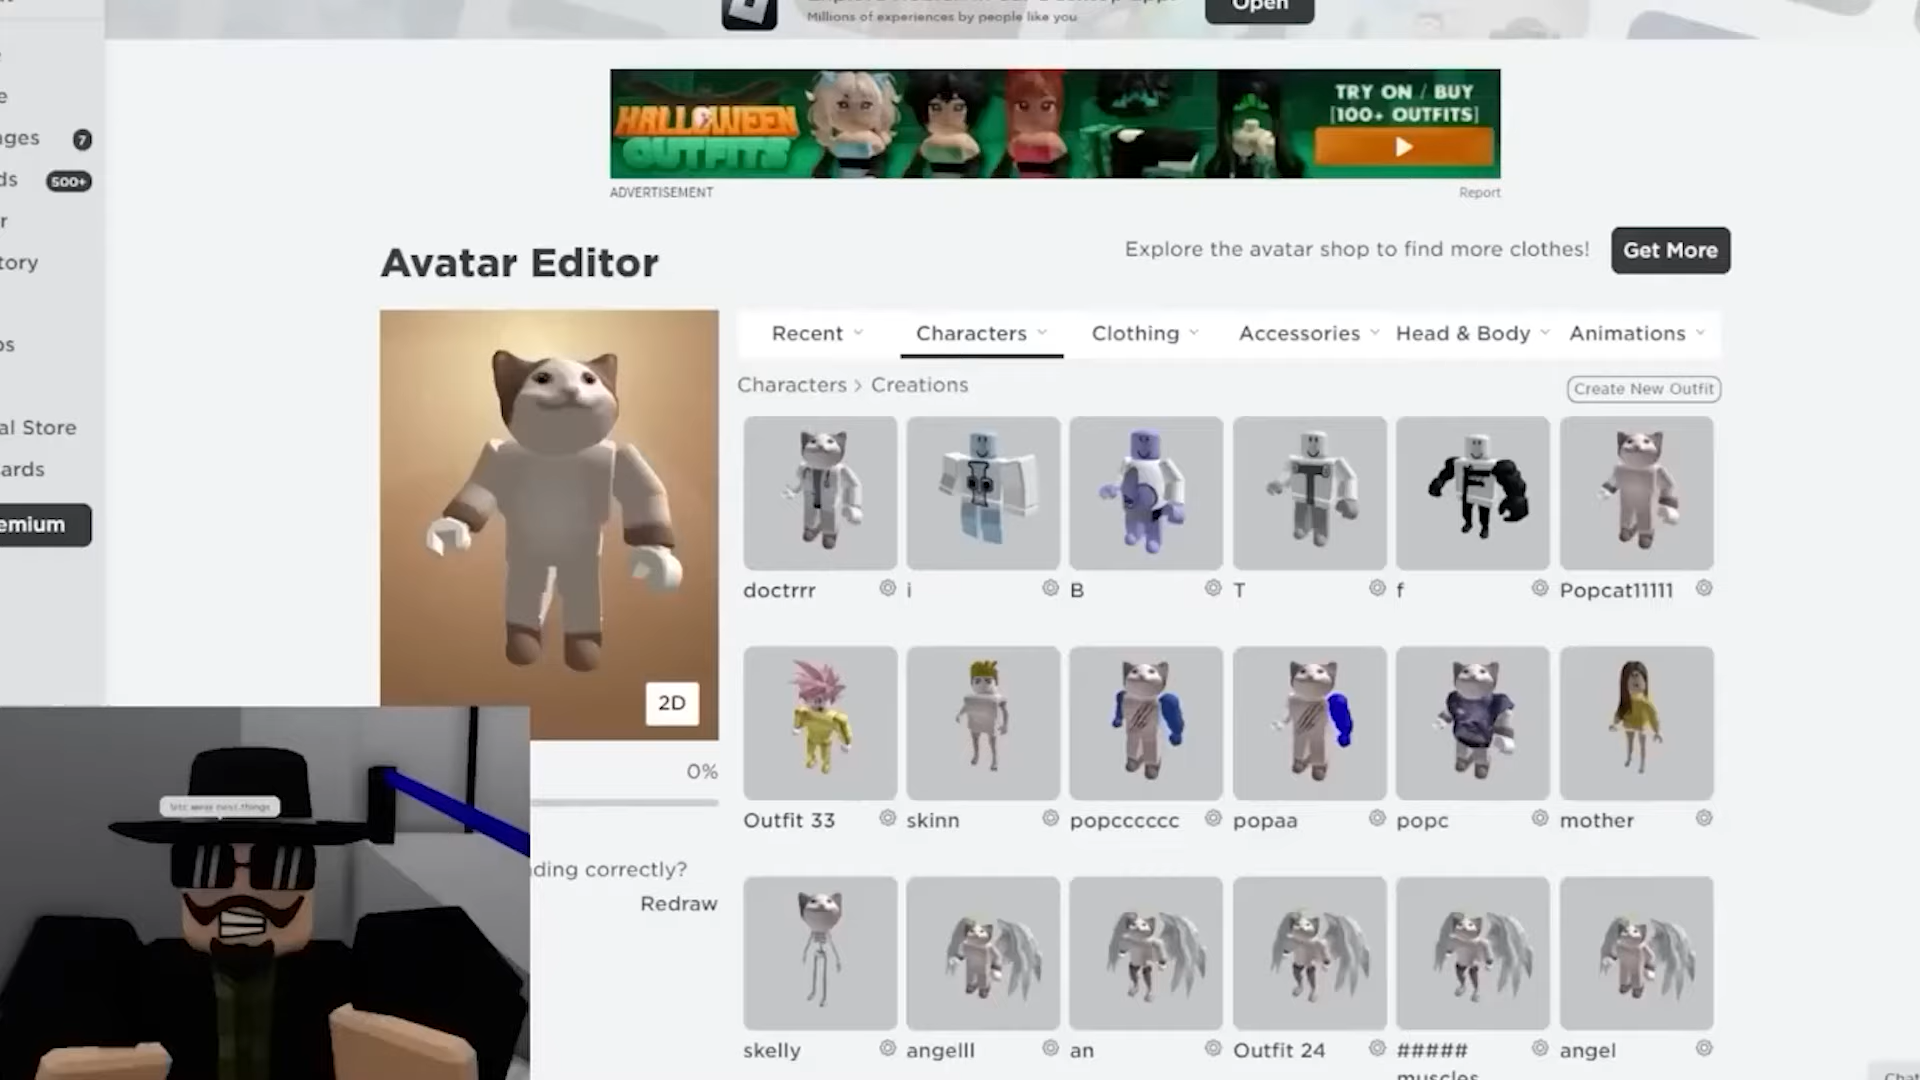 Millions of experiences by people like you
Open
HALLOWEEN
OUTFITS
TRY ON / BUY
[100+ OUTFITS]
ADVERTISEMENT
Report
e
ages
7
ds
500+
r
tory
os
al Store
ards
emium
Avatar Editor
Explore the avatar shop to find more clothes!
Get More
Recent
Characters
Clothing
Accessories
Head & Body
Animations
Characters > Creations
Create New Outfit
doctrrr
i
B
T
f
Popcat11111
2D
0%
Outfit 33
skinn
popcccccc
popaa
popc
mother
ding correctly?
Redraw
skelly
angelll
an
Outfit 24
#####
muscles
angel
Chat